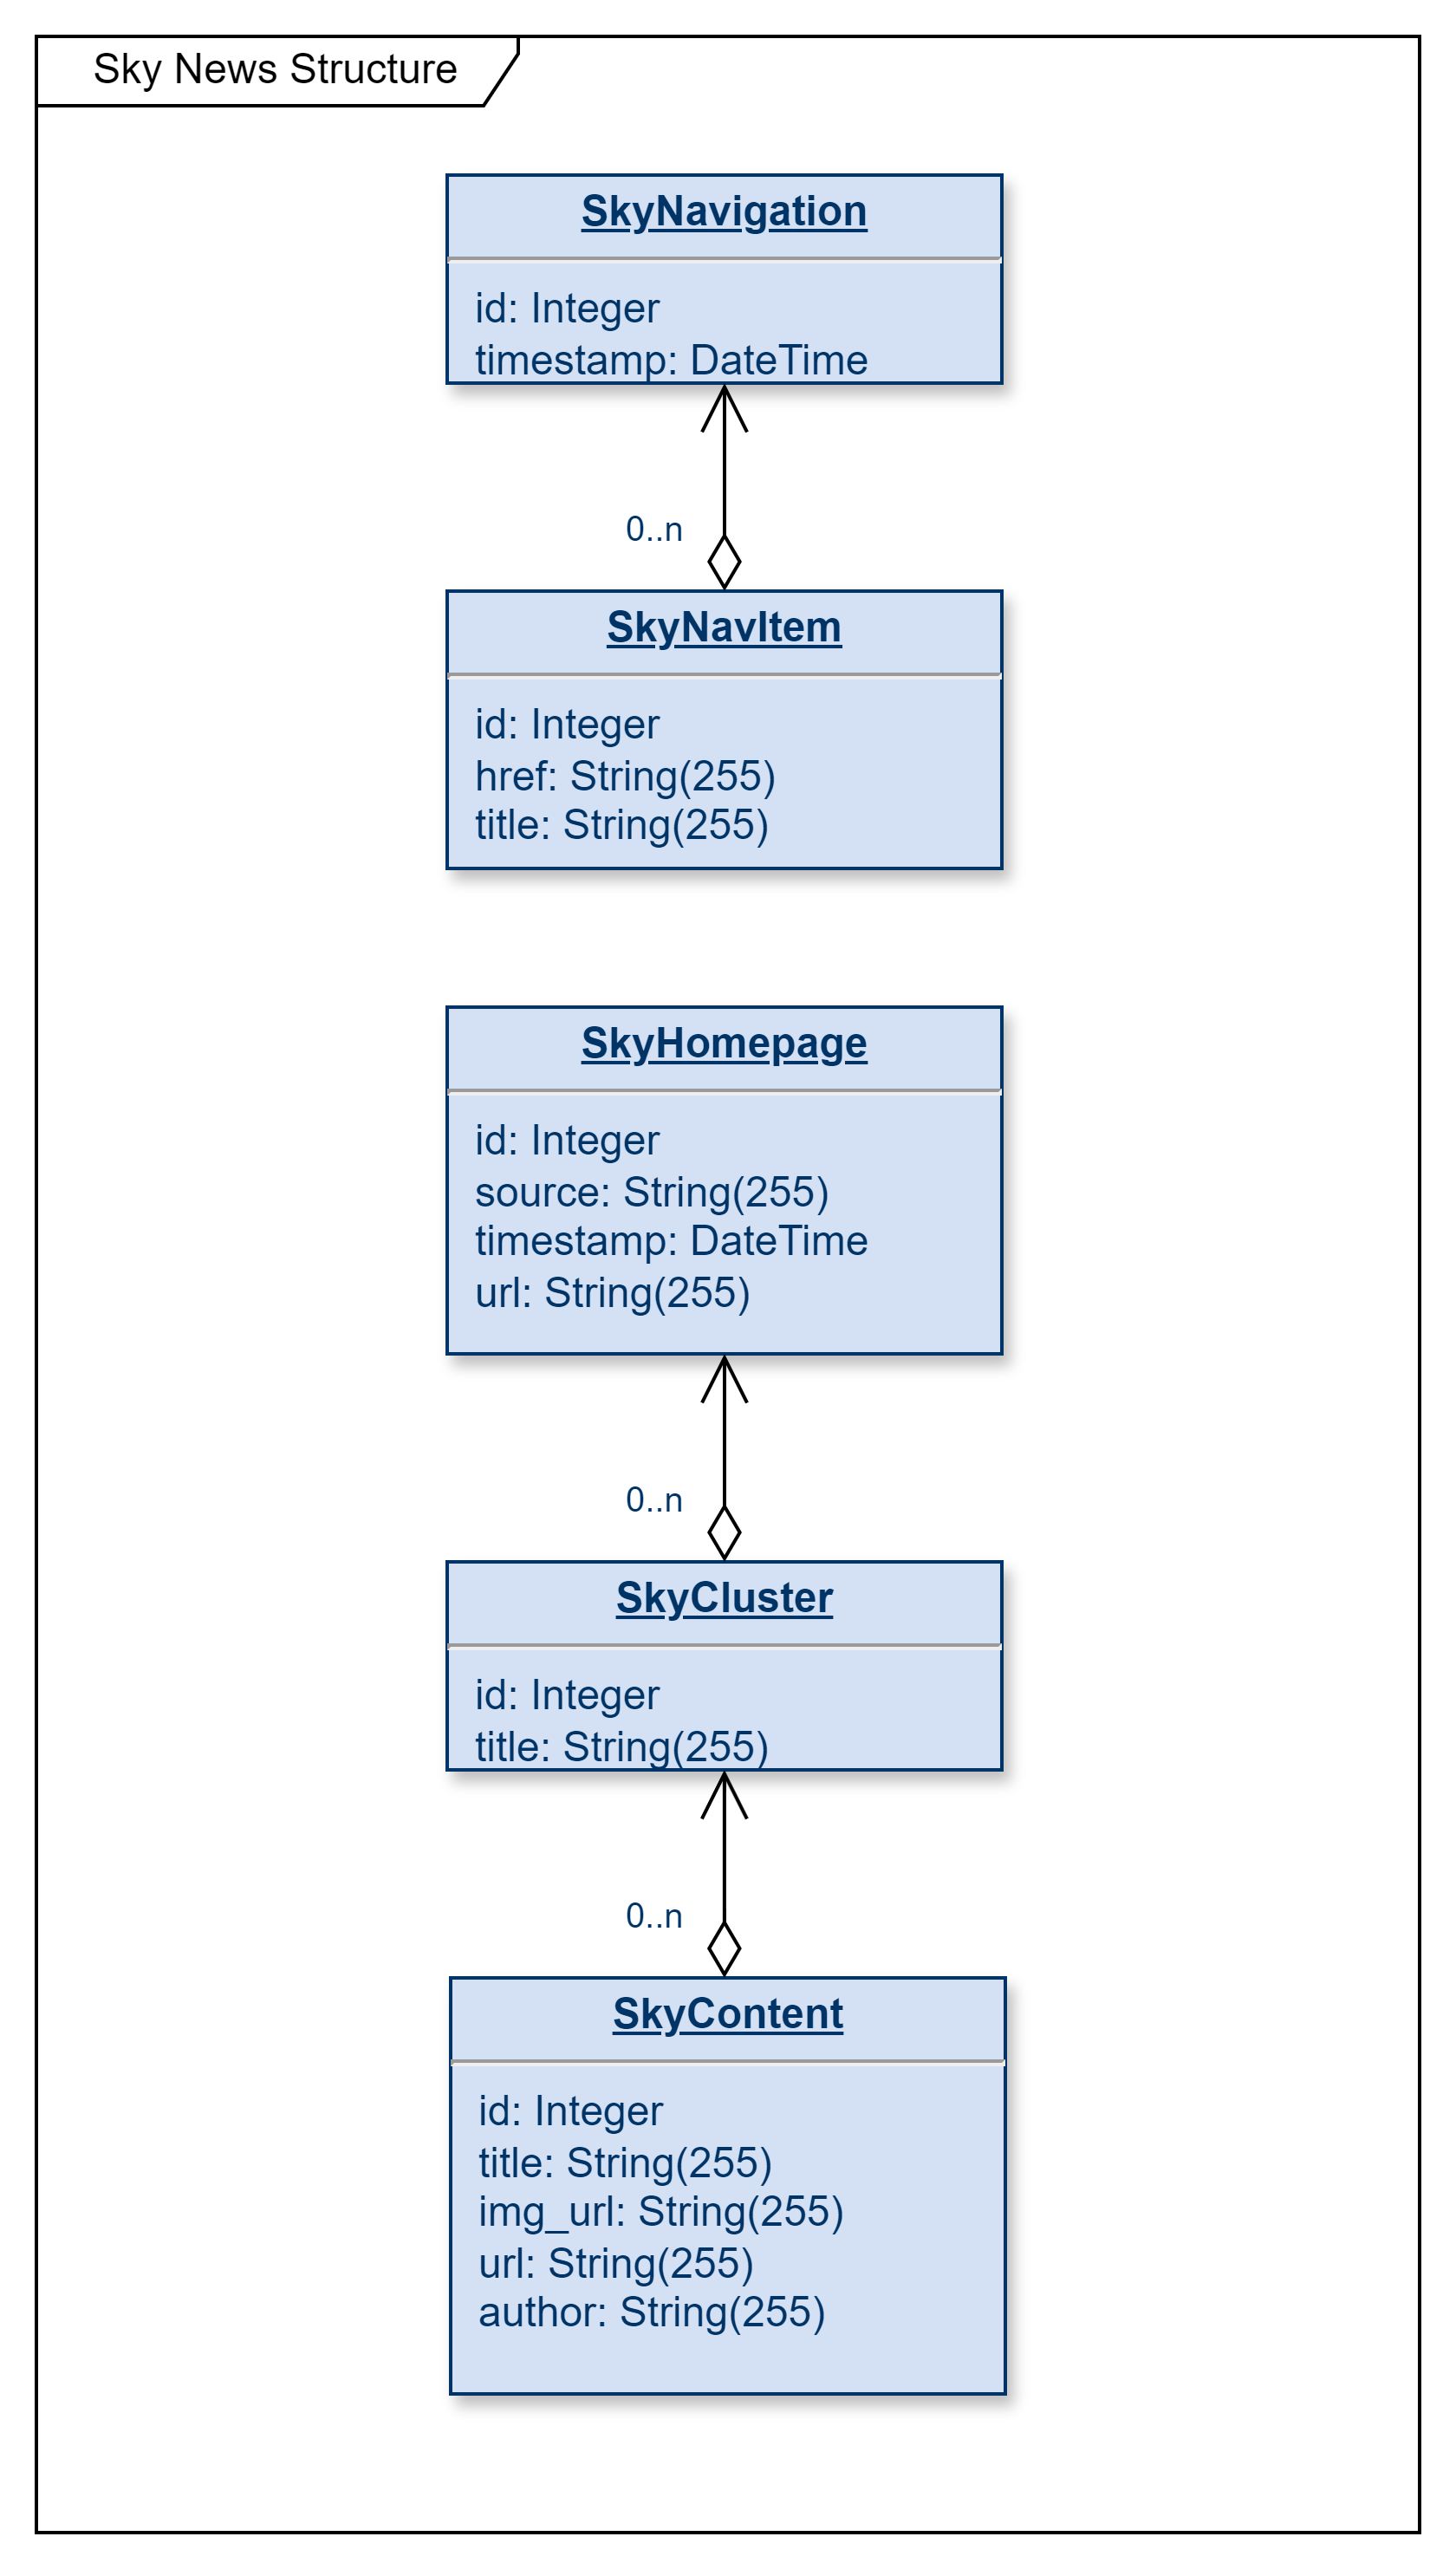 Sky News Structure
SkyNavigation
id: Integer
timestamp: DateTime
0..n
SkyNavItem
id: Integer
href: String(255)
title: String(255)
SkyHomepage
id: Integer
source: String(255)
timestamp: DateTime
url: String(255)
0..n
SkyCluster
id: Integer
title: String(255)
0..n
SkyContent
id: Integer
title: String(255)
img_url: String(255)
url: String(255)
author: String(255)